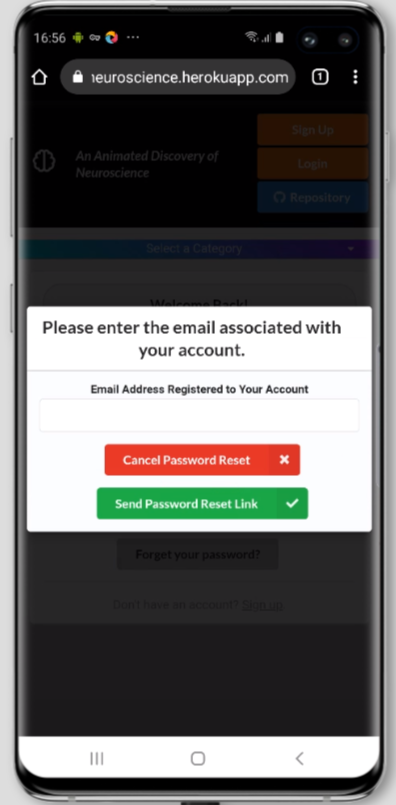 16:56
neuroscience.herokuapp.com
1
Sign Up
An Animated Discovery of
Neuroscience
Login
Repository
Select a Category
Welcome Back!
Please enter the email associated with
your account.
Email Address Registered to Your Account
Cancel Password Reset
Send Password Reset Link
Forget your password?
Don't have an account? Sign up